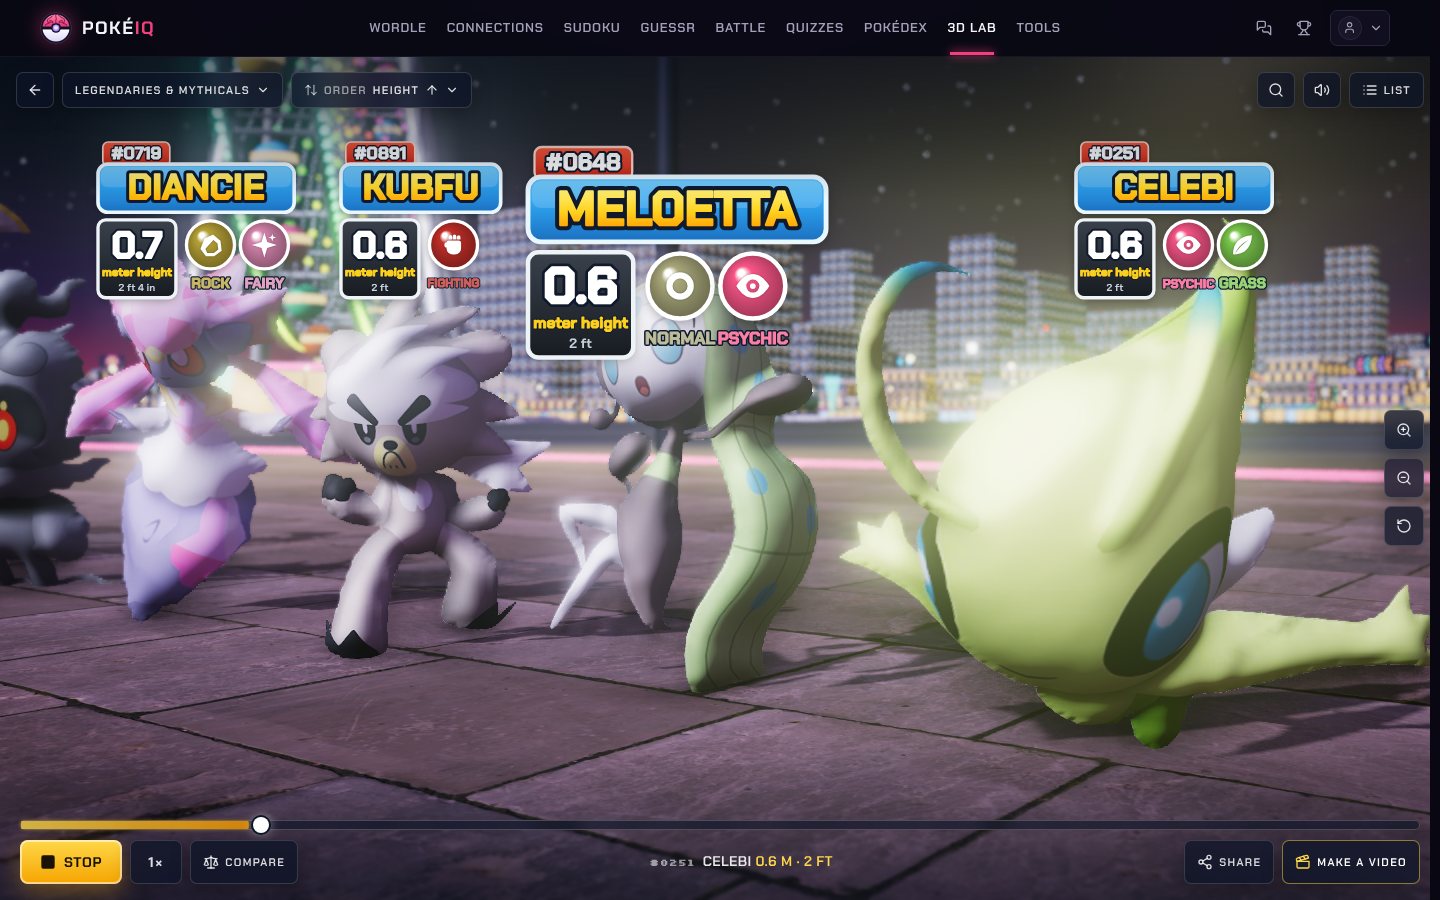 POKÉIQ
WORDLE CONNECTIONS SUDOKU GUESSR BATTLE QUIZZES POKÉDEX 3D LAB TOOLS
LEGENDARIES & MYTHICALS
ORDER HEIGHT
LIST
#0719
DIANCIE
0.7
meter height
2 ft 4 in
ROCK FAIRY
#0891
KUBFU
0.6
meter height
2 ft
FIGHTING
#0648
MELOETTA
0.6
meter height
2 ft
NORMAL PSYCHIC
#0251
CELEBI
0.6
meter height
2 ft
PSYCHIC GRASS
STOP
1×
COMPARE
#0251 CELEBI 0.6 M · 2 FT
SHARE
MAKE A VIDEO